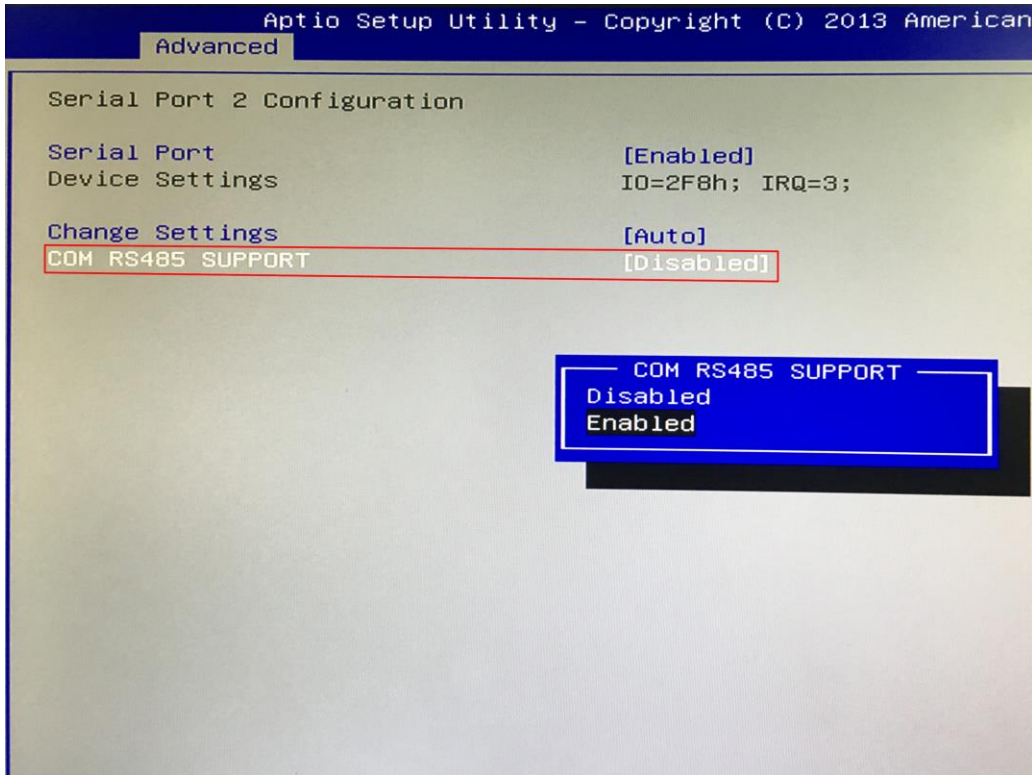 Aptio Setup Utility – Copyright (C) 2013 American
Advanced
Serial Port 2 Configuration
Serial Port [Enabled]
Device Settings IO=2F8h; IRQ=3;
Change Settings [Auto]
COM RS485 SUPPORT [Disabled]
COM RS485 SUPPORT
Disabled
Enabled